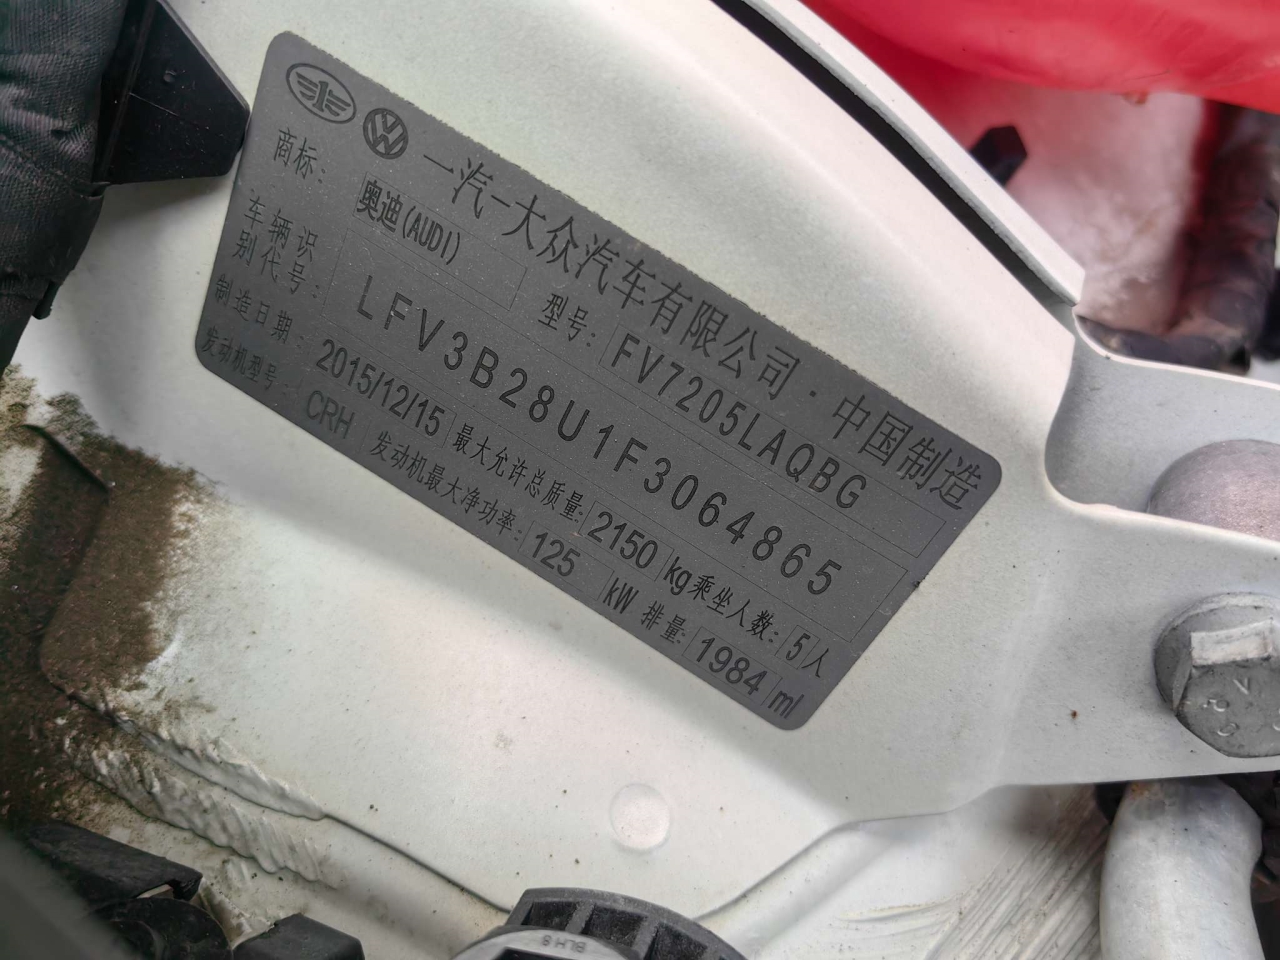 一汽-大众汽车有限公司·中国制造
商标: 奥迪(AUDI) 型号: FV7205LAQBG
车辆识别代号: LFV3B28U1F3064865
制造日期: 2015/12/15 最大允许总质量: 2150 kg 乘坐人数: 5 人
发动机型号: CRH 发动机最大净功率: 125 kW 排量: 1984 ml
BLH 8